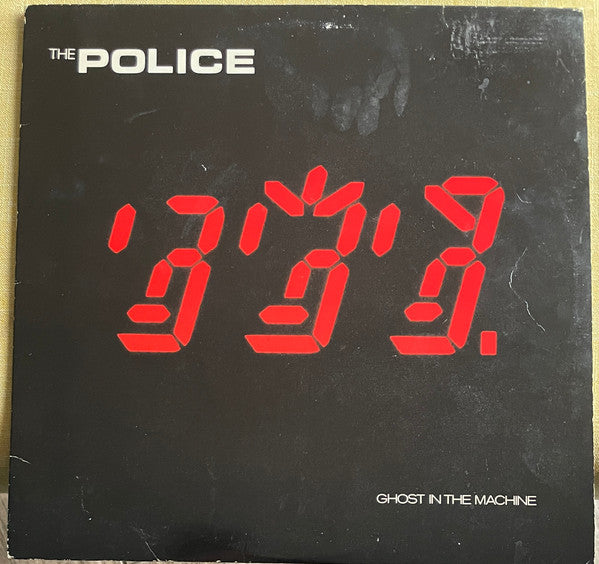 THE POLICE
GHOST IN THE MACHINE